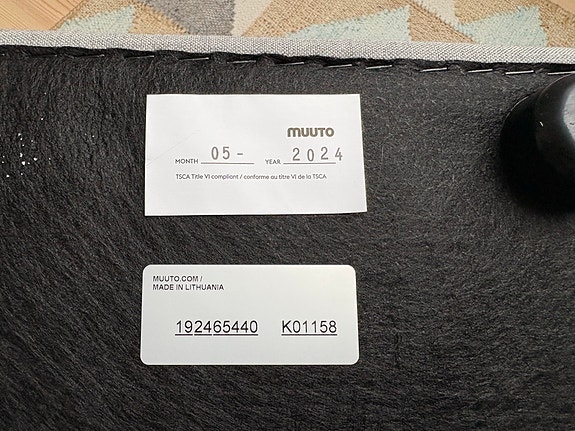 muuto
MONTH 05- YEAR 2024
TSCA Title VI compliant / conforme au titre VI de la TSCA
MUUTO.COM /
MADE IN LITHUANIA
192465440 K01158